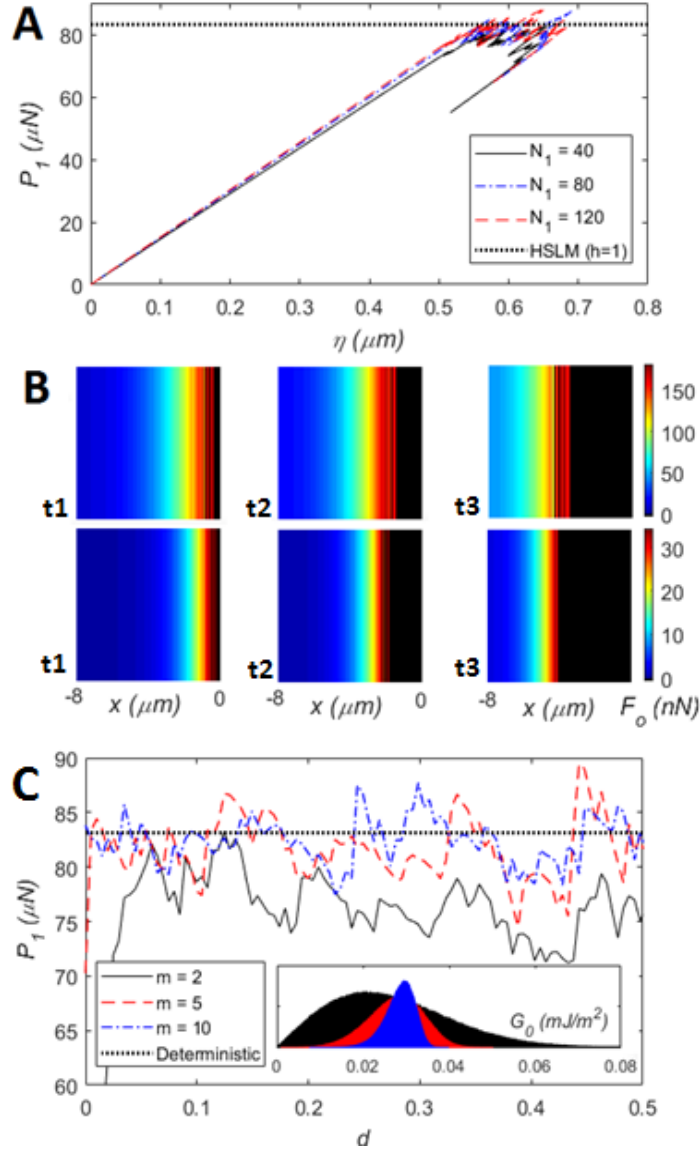 A
P₁ (μN)
80
60
40
20
0
N₁ = 40
N₁ = 80
N₁ = 120
HSLM (h=1)
0 0.1 0.2 0.3 0.4 0.5 0.6 0.7 0.8
η (μm)
B
t1 t2 t3
150
100
50
0
t1 t2 t3
30
20
10
0
-8 0 -8 0 -8 0
x (μm) x (μm) x (μm) Fₒ (nN)
C
P₁ (μN)
90
85
80
75
70
65
60
m = 2
m = 5
m = 10
Deterministic
G₀ (mJ/m²)
0 0.02 0.04 0.06 0.08
0 0.1 0.2 0.3 0.4 0.5
d